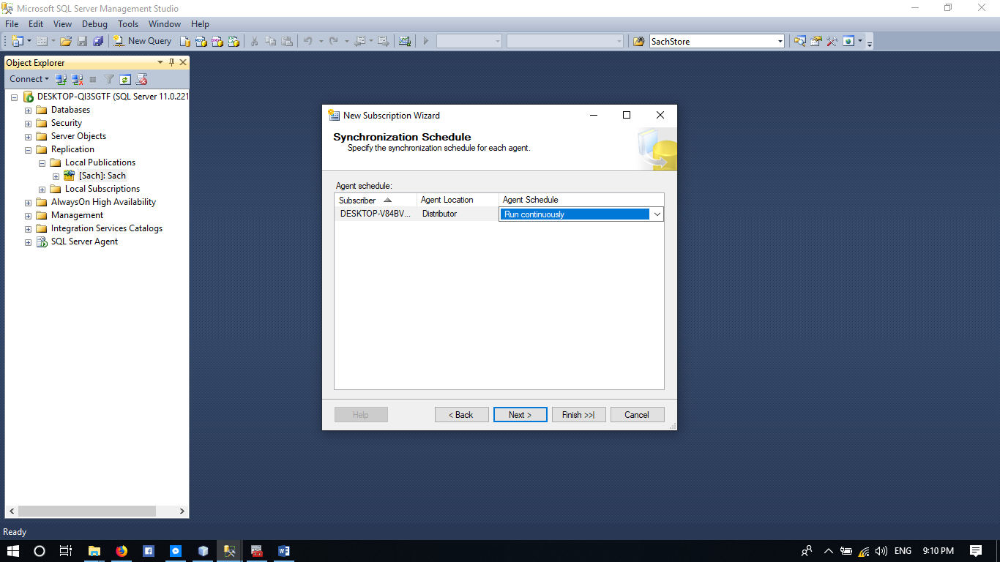 Microsoft SQL Server Management Studio
File Edit View Debug Tools Window Help
New Query SachStore
Object Explorer
Connect
DESKTOP-QI3SGTF (SQL Server 11.0.221
Databases
Security
Server Objects
Replication
Local Publications
[Sach]: Sach
Local Subscriptions
AlwaysOn High Availability
Management
Integration Services Catalogs
SQL Server Agent
New Subscription Wizard
Synchronization Schedule
Specify the synchronization schedule for each agent.
Agent schedule:
Subscriber Agent Location Agent Schedule
DESKTOP-V84BV... Distributor Run continuously
Help < Back Next > Finish >>| Cancel
Ready
ENG 9:10 PM